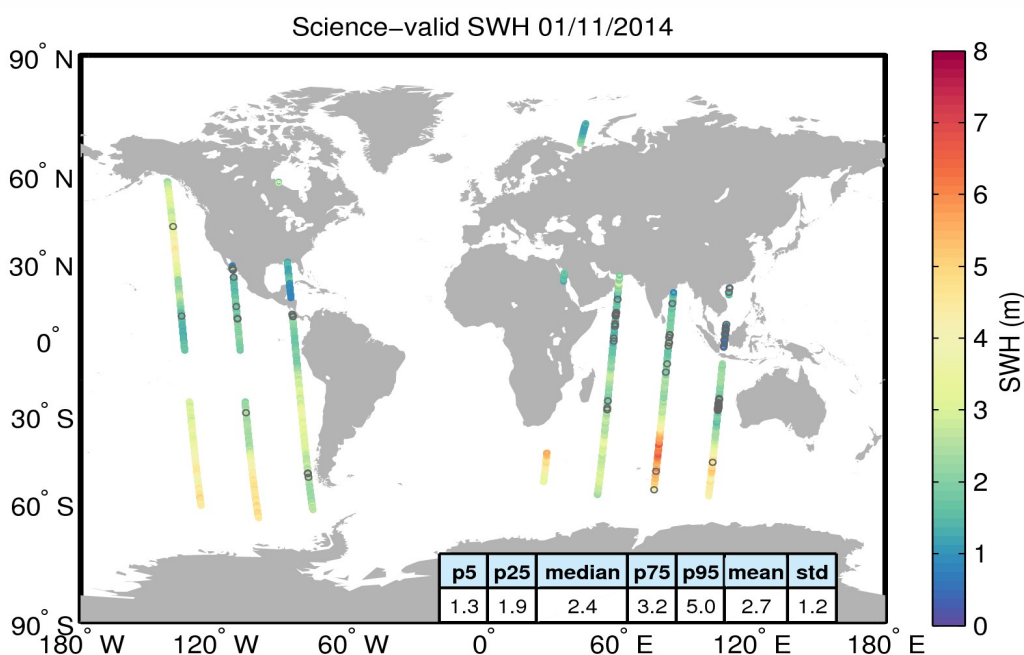 Science−valid SWH 01/11/2014
90° N
60° N
30° N
0°
30° S
60° S
90° S
180° W
120° W
60° W
0°
60° E
120° E
180° E
p5 p25 median p75 p95 mean std
1.3 1.9 2.4 3.2 5.0 2.7 1.2
8
7
6
5
4
3
2
1
0
SWH (m)